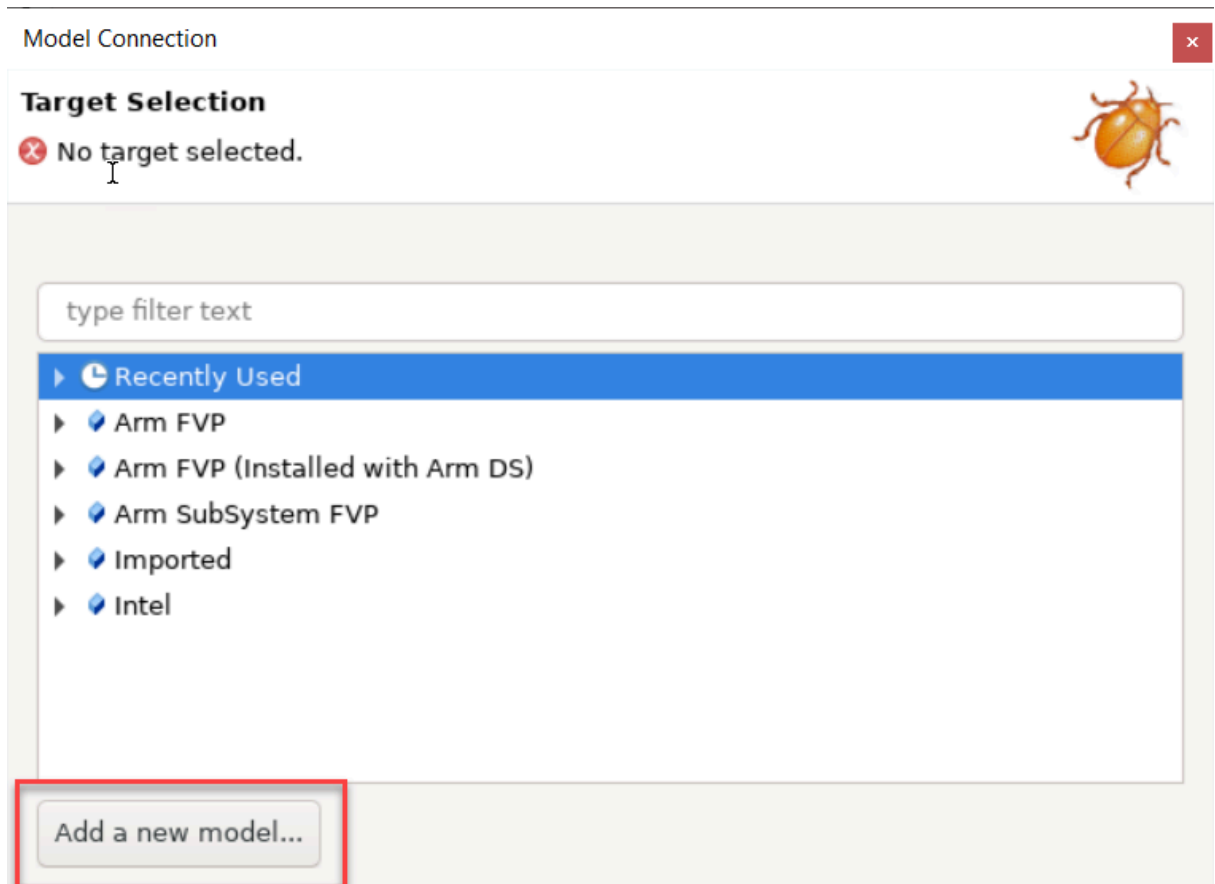 Model Connection
Target Selection
No target selected.
type filter text
Recently Used
Arm FVP
Arm FVP (Installed with Arm DS)
Arm SubSystem FVP
Imported
Intel
Add a new model...